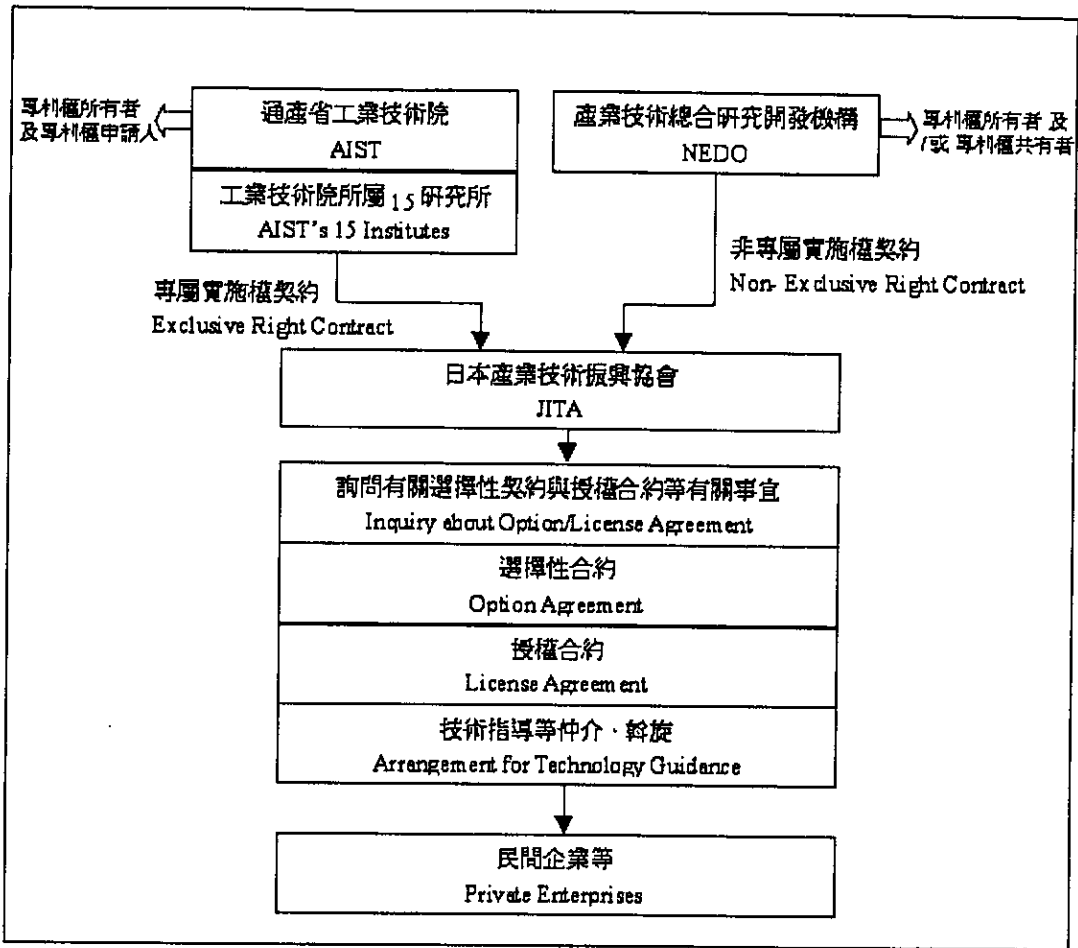 專利權所有者
及專利權申請人
通產省工業技術院
AIST
工業技術院所屬15研究所
AIST's 15 Institutes
產業技術總合研究開發機構
NEDO
專利權所有者 及
/或 專利權共有者
專屬實施權契約
Exclusive Right Contract
非專屬實施權契約
Non- Exclusive Right Contract
日本產業技術振興協會
JITA
詢問有關選擇性契約與授權合約等有關事宜
Inquiry about Option/License Agreement
選擇性合約
Option Agreement
授權合約
License Agreement
技術指導等仲介、斡旋
Arrangement for Technology Guidance
民間企業等
Private Enterprises